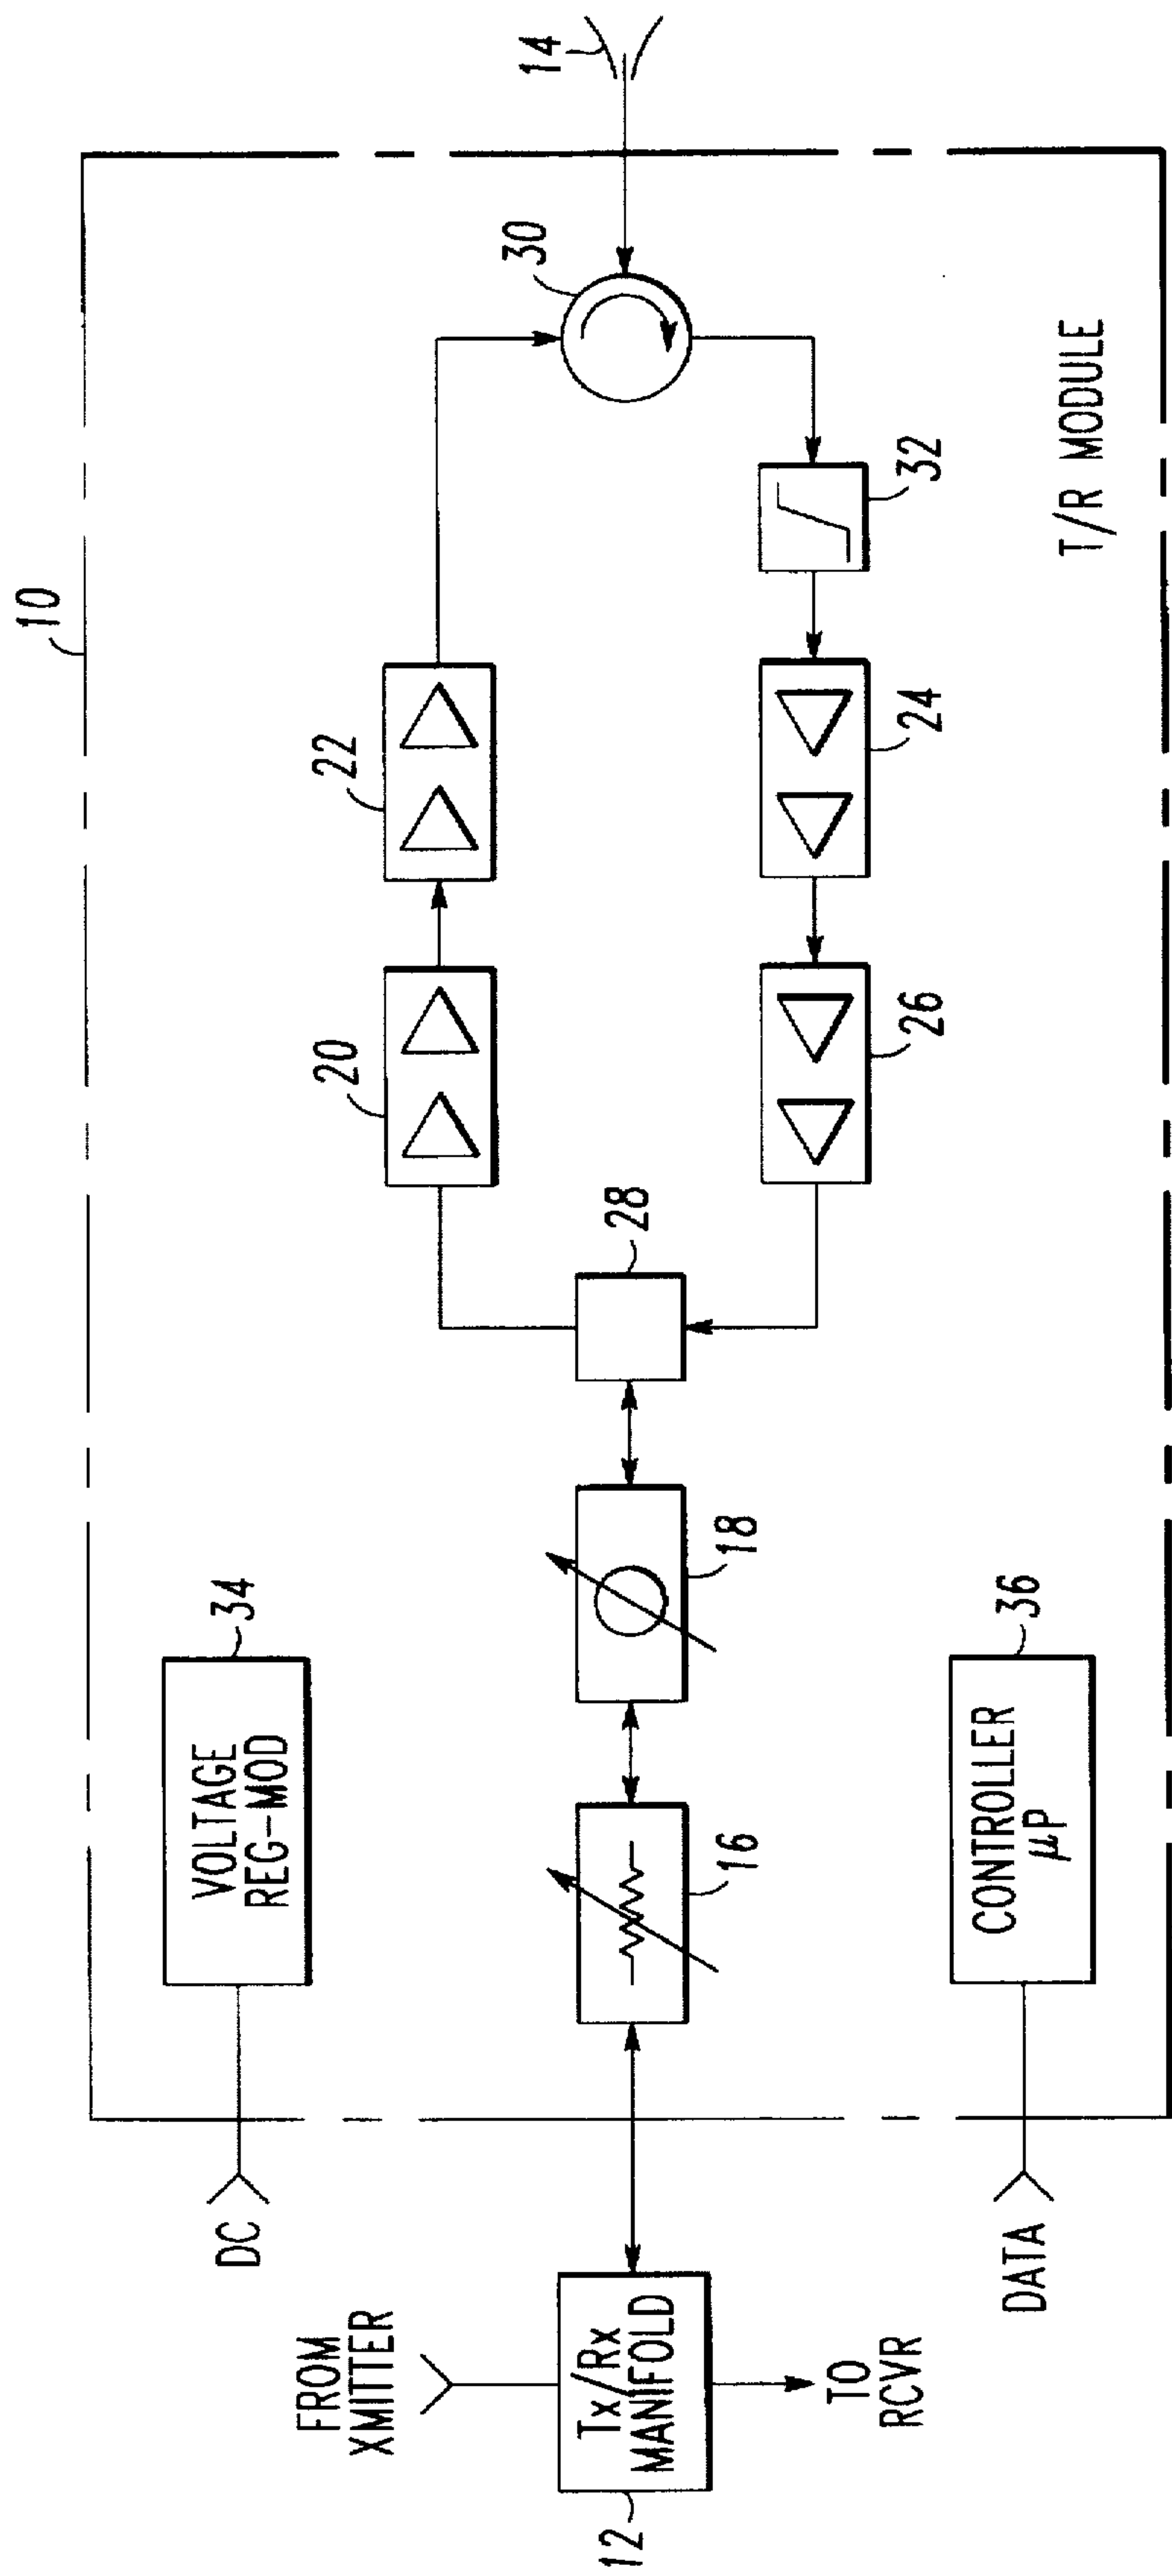 10
DC
VOLTAGE
REG-MOD
34
FROM
XMITTER
Tx/Rx
MANIFOLD
12
TO
RCVR
16
18
28
20
22
30
14
32
24
26
DATA
CONTROLLER
μP
36
T/R MODULE